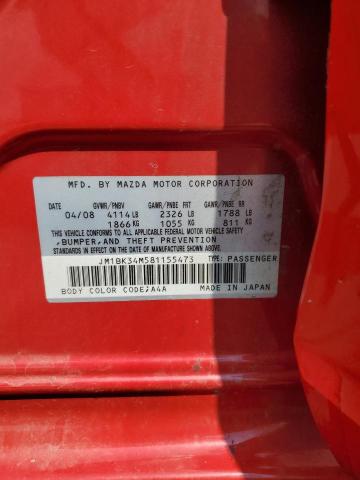 MFD. BY MAZDA MOTOR CORPORATION
GVWR/PNBV GAWR/PNBE FRT GAWR/PNBE RR
04/08 4114 LB 2326 LB 1788 LB
1866 KG 1055 KG 811 KG
THIS VEHICLE CONFORMS TO ALL APPLICABLE
FEDERAL MOTOR VEHICLE SAFETY
, BUMPER, AND THEFT PREVENTION
STANDARDS IN EFFECT ON THE
DATE OF MANUFACTURE SHOWN ABOVE.
JM1BK34M581155473 TYPE: PASSENGER
BODY COLOR CODE:A4A MADE IN JAPAN